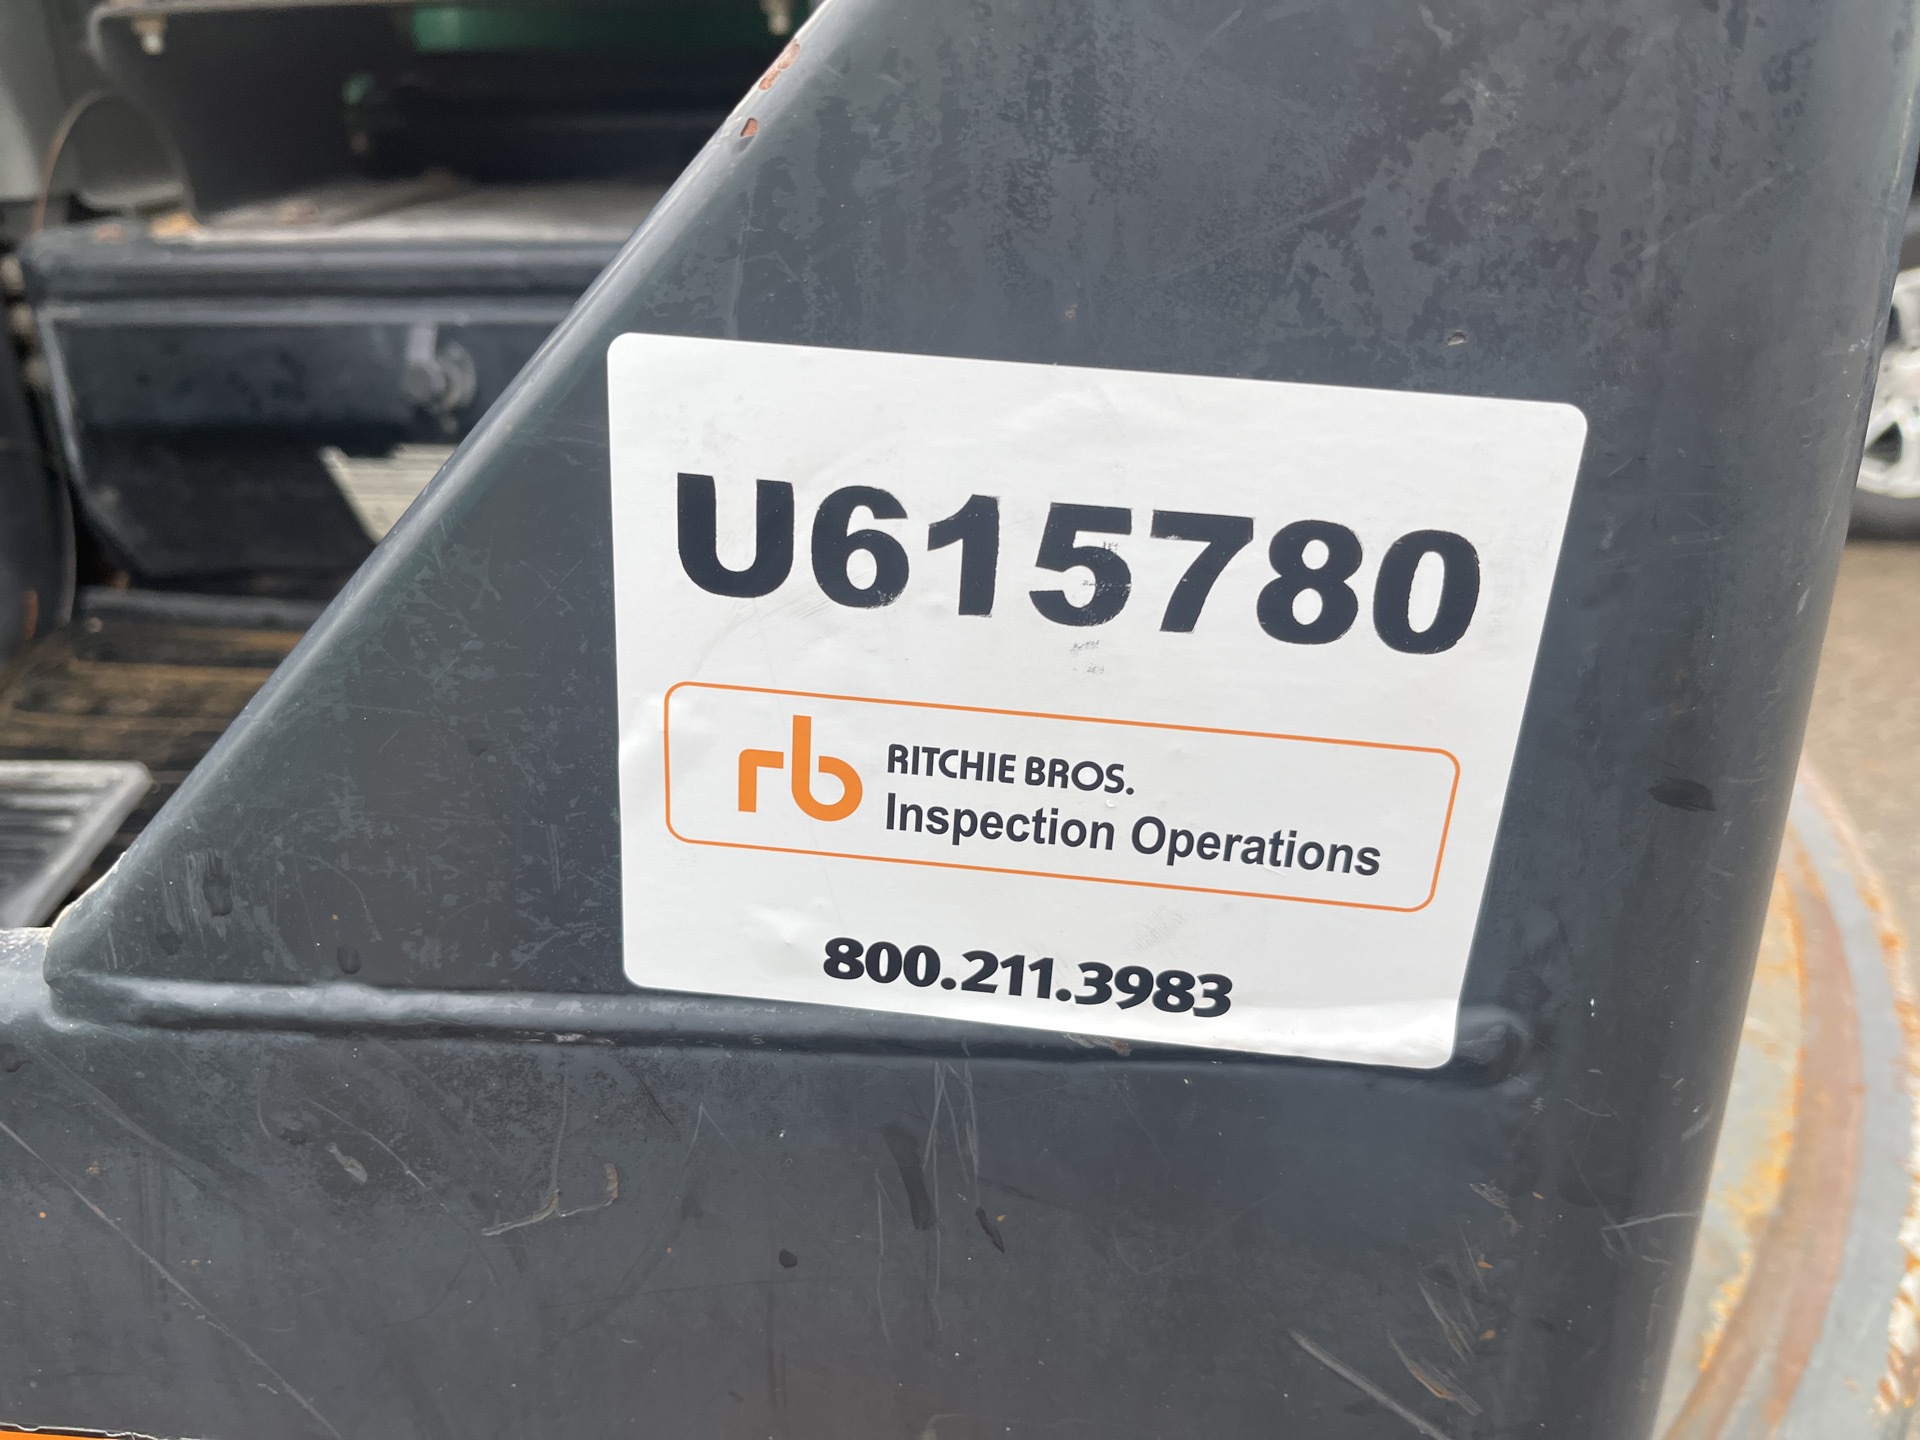 U615780
rb
RITCHIE BROS.
Inspection Operations
800.211.3983